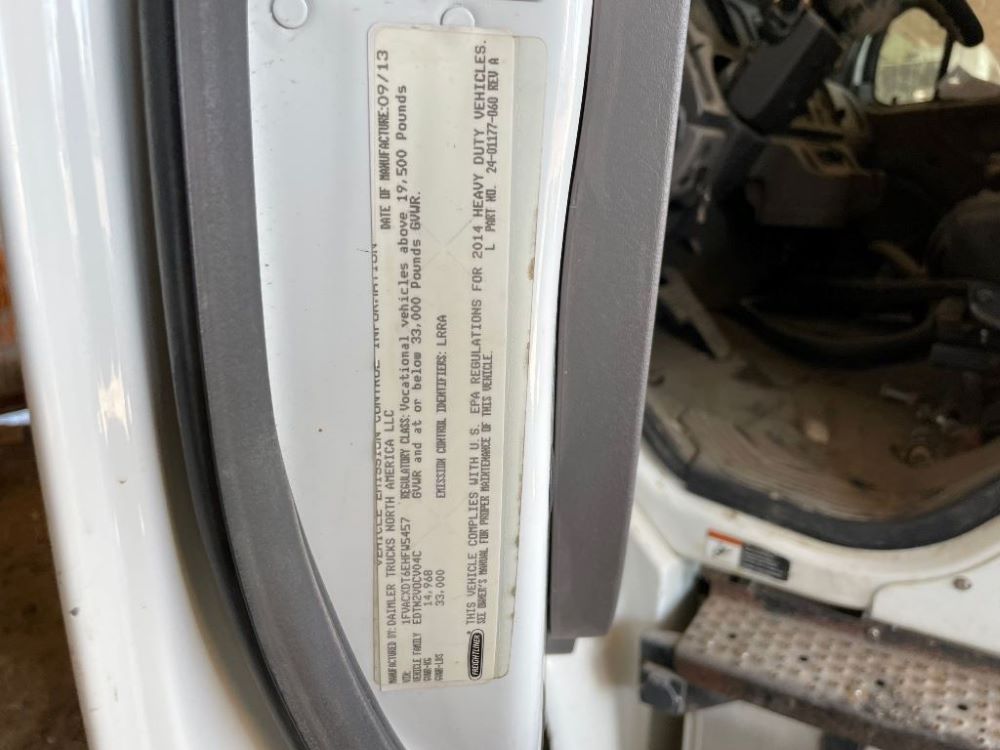 VEHICLE EMISSION CONTROL INFORMATION
MANUFACTURED BY: DAIMLER TRUCKS NORTH AMERICA LLC DATE OF MANUFACTURE: 09/13
VIN: 1FVACXDT6EHFW5457 REGULATORY CLASS: Vocational vehicles above 19,500 Pounds
VEHICLE FAMILY EDTN2VOCV04C GVWR and at or below 33,000 Pounds GVWR.
GVWR-KG 14,968
GVWR-LBS 33,000 EMISSION CONTROL IDENTIFIERS: LRRA
FREIGHTLINER
THIS VEHICLE COMPLIES WITH U.S. EPA REGULATIONS FOR 2014 HEAVY DUTY VEHICLES.
SEE OWNER'S MANUAL FOR PROPER MAINTENANCE OF THIS VEHICLE. L PART NO. 24-01177-060 REV A